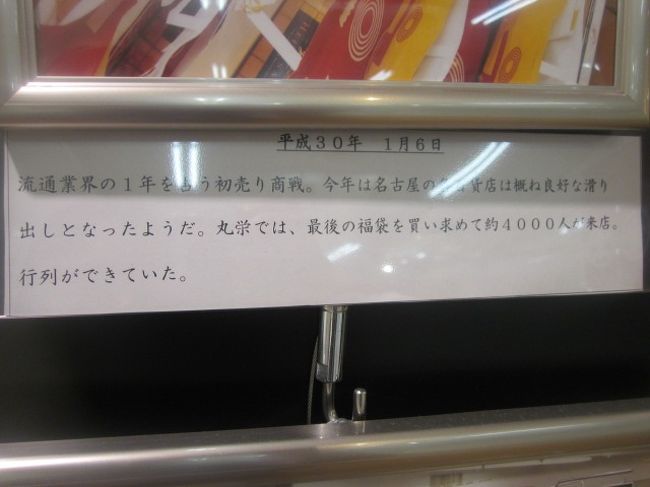 平成３０年　１月６日
流通業界の１年を占う初売り商戦。今年は名古屋の各百貨店は概ね良好な滑り
出しとなったようだ。丸栄では、最後の福袋を買い求めて約４０００人が来店。
行列ができていた。